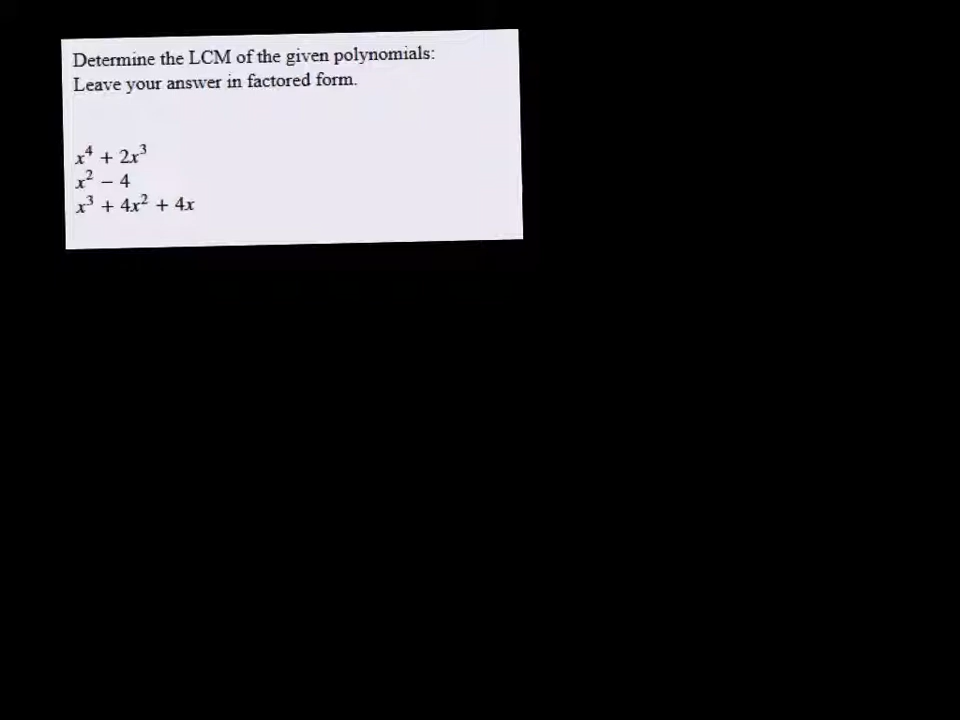 Determine the LCM of the given polynomials:
Leave your answer in factored form.
x⁴ + 2x³
x² − 4
x³ + 4x² + 4x